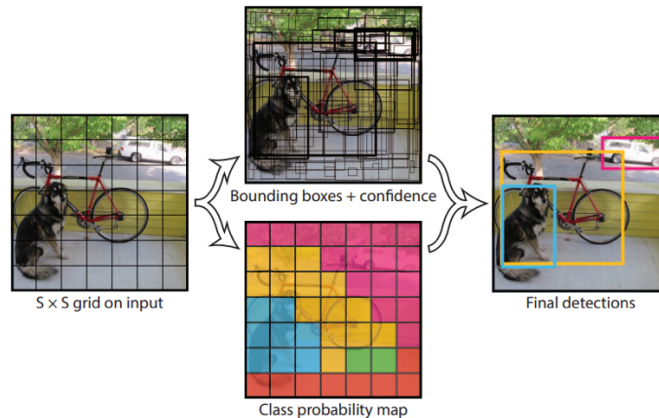 S × S grid on input
Bounding boxes + confidence
Class probability map
Final detections